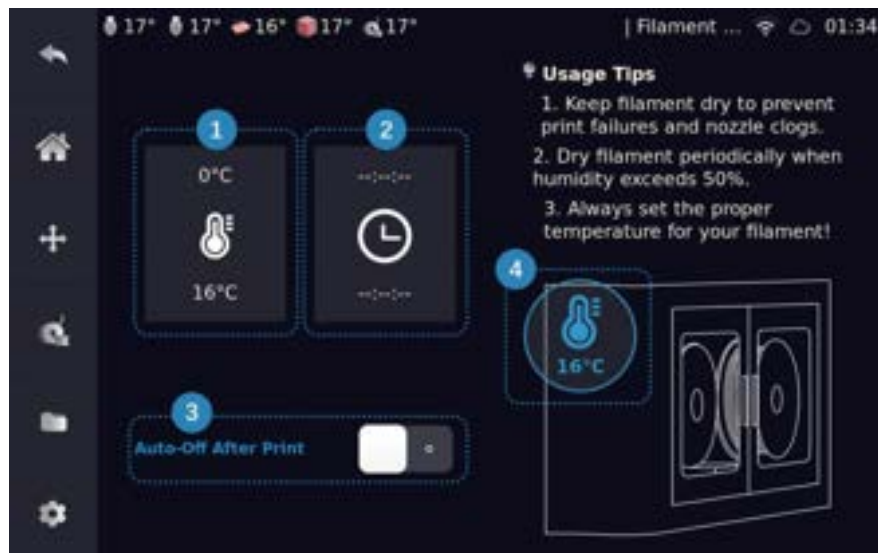 17° 17° 16° 17° 17° | Filament ... 01:34
Usage Tips
1. Keep filament dry to prevent
print failures and nozzle clogs.
2. Dry filament periodically when
humidity exceeds 50%.
3. Always set the proper
temperature for your filament!
1
0°C
16°C
2
--:--:--
--:--:--
4
16°C
3
Auto-Off After Print